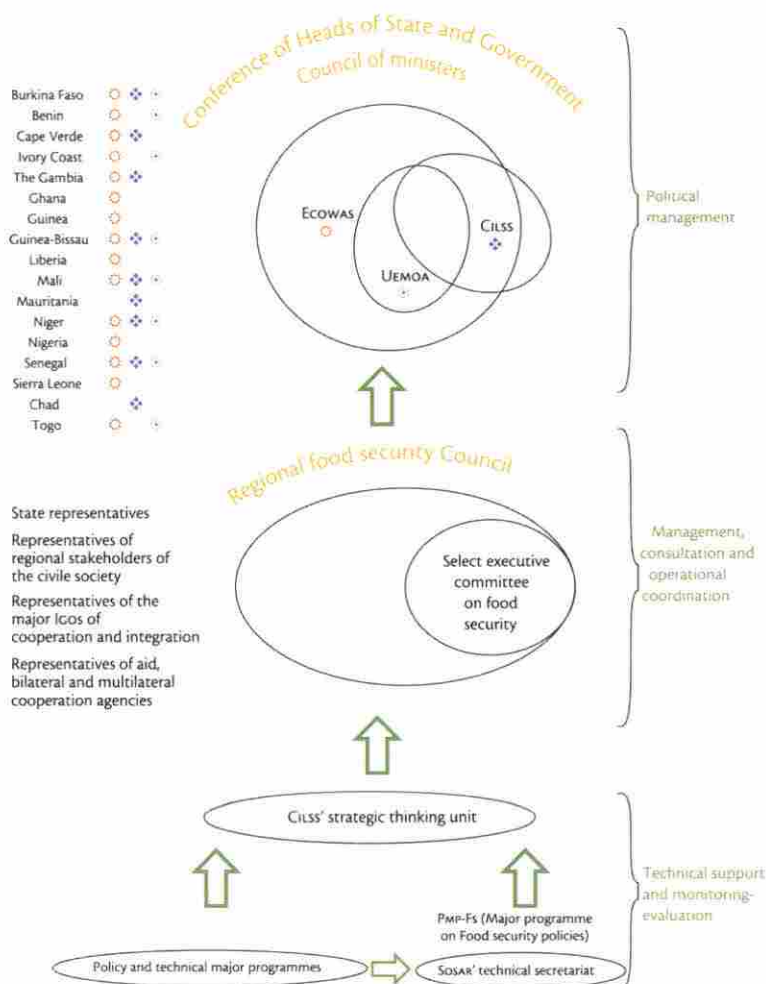 Conference of Heads of State and Government
Council of ministers
Burkina Faso
Benin
Cape Verde
Ivory Coast
The Gambia
Ghana
Guinea
Guinea-Bissau
Liberia
Mali
Mauritania
Niger
Nigeria
Senegal
Sierra Leone
Chad
Togo
ECOWAS
CILSS
UEMOA
Political
management
Regional food security Council
State representatives
Representatives of
regional stakeholders of
the civile society
Representatives of the
major IGOs of
cooperation and integration
Representatives of aid,
bilateral and multilateral
cooperation agencies
Select executive
committee
on food
security
Management,
consultation and
operational
coordination
CILSS' strategic thinking unit
PMP-FS (Major programme
on Food security policies)
Policy and technical major programmes
SOSAR' technical secretariat
Technical support
and monitoring-
evaluation